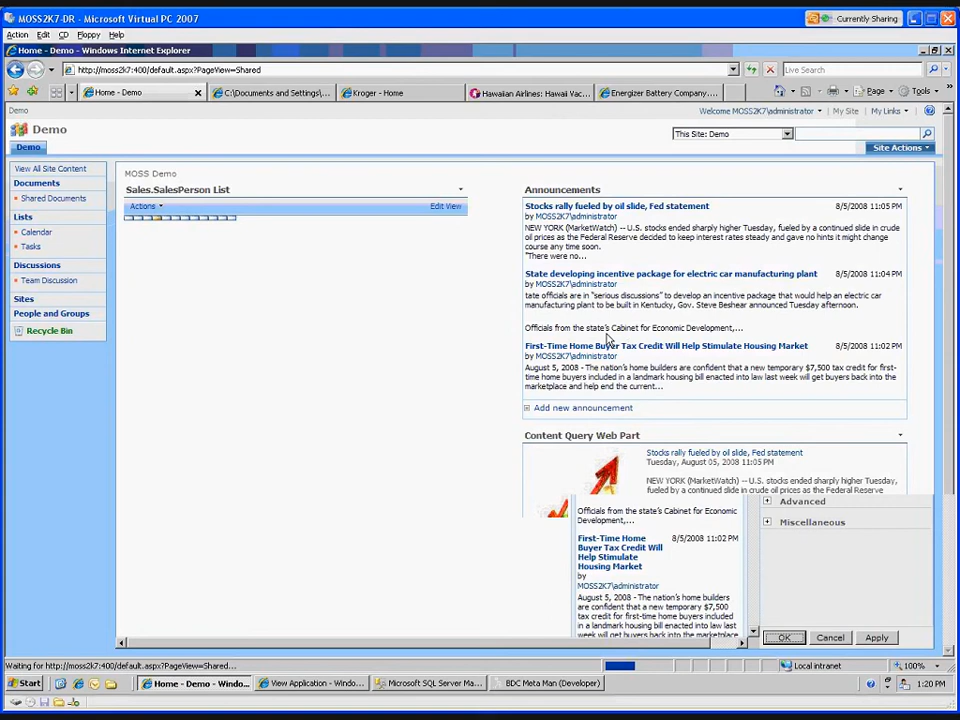 MOSS2K7-DR - Microsoft Virtual PC 2007
Currently Sharing
Action Edit CD Floppy Help
Home - Demo - Windows Internet Explorer
http://moss2k7:400/default.aspx?PageView=Shared
Live Search
Home - Demo
C:\Documents and Settings\...
Kroger - Home
Hawaiian Airlines: Hawaii Vac...
Energizer Battery Company....
Page Tools
Demo
Welcome MOSS2K7\administrator
My Site
My Links
Demo
This Site: Demo
Demo
Site Actions
View All Site Content
Documents
Shared Documents
Lists
Calendar
Tasks
Discussions
Team Discussion
Sites
People and Groups
Recycle Bin
MOSS Demo
Sales.SalesPerson List
Actions
Edit View
Announcements
Stocks rally fueled by oil slide, Fed statement 8/5/2008 11:05 PM
by MOSS2K7\administrator
NEW YORK (MarketWatch) -- U.S. stocks ended sharply higher Tuesday, fueled by a continued slide in crude
oil prices as the Federal Reserve decided to keep interest rates steady and gave no hints it might change
course any time soon.
"There were no...
State developing incentive package for electric car manufacturing plant 8/5/2008 11:04 PM
by MOSS2K7\administrator
tate officials are in "serious discussions" to develop an incentive package that would help an electric car
manufacturing plant to be built in Kentucky, Gov. Steve Beshear announced Tuesday afternoon.
Officials from the state's Cabinet for Economic Development,...
First-Time Home Buyer Tax Credit Will Help Stimulate Housing Market 8/5/2008 11:02 PM
by MOSS2K7\administrator
August 5, 2008 - The nation's home builders are confident that a new temporary $7,500 tax credit for first-
time home buyers included in a landmark housing bill enacted into law last week will get buyers back into the
marketplace and help end the current...
Add new announcement
Content Query Web Part
Stocks rally fueled by oil slide, Fed statement
Tuesday, August 05, 2008 11:05 PM
NEW YORK (MarketWatch) -- U.S. stocks ended sharply higher Tuesday,
fueled by a continued slide in crude oil prices as the Federal Reserve
Officials from the state's Cabinet for Economic
Development,...
First-Time Home 8/5/2008 11:02 PM
Buyer Tax Credit Will
Help Stimulate
Housing Market
by
MOSS2K7\administrator
August 5, 2008 - The nation's home builders
are confident that a new temporary $7,500
tax credit for first-time home buyers
included in a landmark housing bill
enacted into law last week will get buyers
Advanced
Miscellaneous
OK Cancel Apply
Waiting for http://moss2k7:400/default.aspx?PageView=Shared...
Local intranet
100%
Start
Home - Demo - Windo...
View Application - Windo...
Microsoft SQL Server Ma...
BDC Meta Man (Developer)
1:20 PM